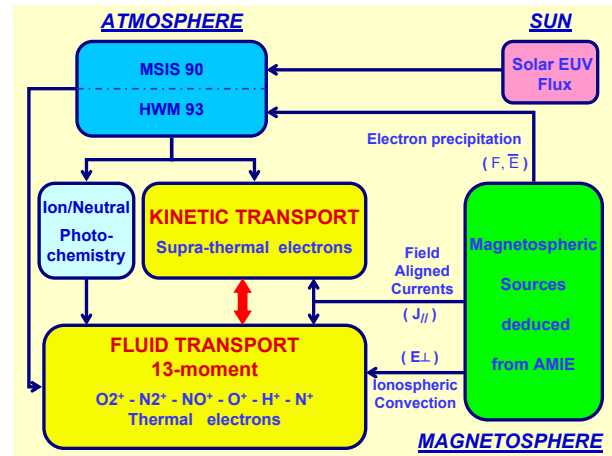 ATMOSPHERE
SUN
MSIS 90
HWM 93
Solar EUV
Flux
Electron precipitation
( F, E̅ )
Ion/Neutral
Photo-
chemistry
KINETIC TRANSPORT
Supra-thermal electrons
Field
Aligned
Currents
( J// )
Magnetospheric
Sources
deduced
from AMIE
FLUID TRANSPORT
13-moment
O2⁺ - N2⁺ - NO⁺ - O⁺ - H⁺ - N⁺
Thermal electrons
( E⊥ )
Ionospheric
Convection
MAGNETOSPHERE